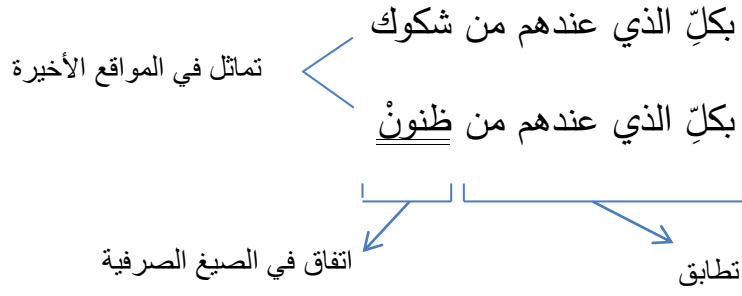 بكلِّ الذي عندهم من شكوك
تماثل في المواقع الأخيرة
بكلِّ الذي عندهم من ظنونْ
تطابق
اتفاق في الصيغ الصرفية